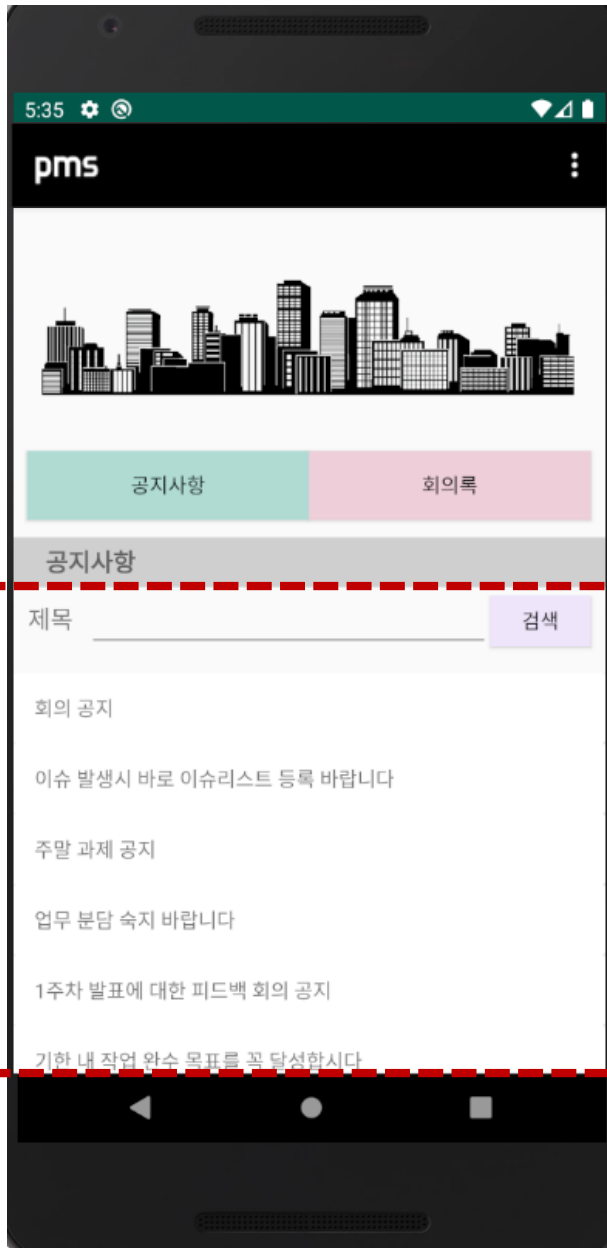 5:35
pms
공지사항
회의록
공지사항
제목
검색
회의 공지
이슈 발생시 바로 이슈리스트 등록 바랍니다
주말 과제 공지
업무 분담 숙지 바랍니다
1주차 발표에 대한 피드백 회의 공지
기한 내 작업 완수 목표를 꼭 달성합시다